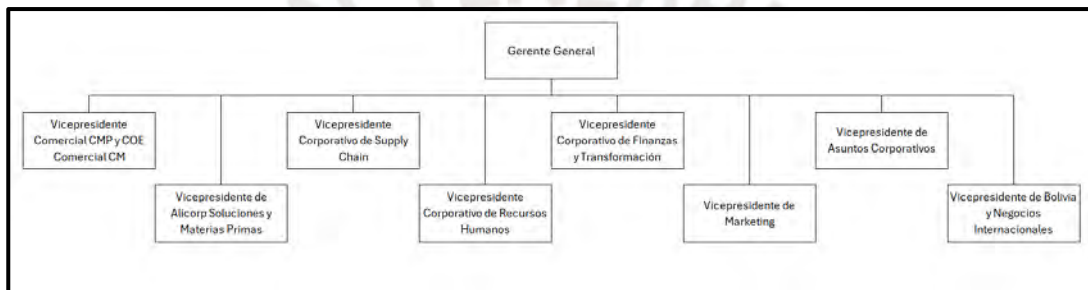 Gerente General
Vicepresidente
Comercial CMP y COE
Comercial CM
Vicepresidente
Corporativo de Supply
Chain
Vicepresidente
Corporativo de Finanzas
y Transformación
Vicepresidente de
Asuntos Corporativos
Vicepresidente de
Alicorp Soluciones y
Materias Primas
Vicepresidente
Corporativo de Recursos
Humanos
Vicepresidente de
Marketing
Vicepresidente de Bolivia
y Negocios
Internacionales